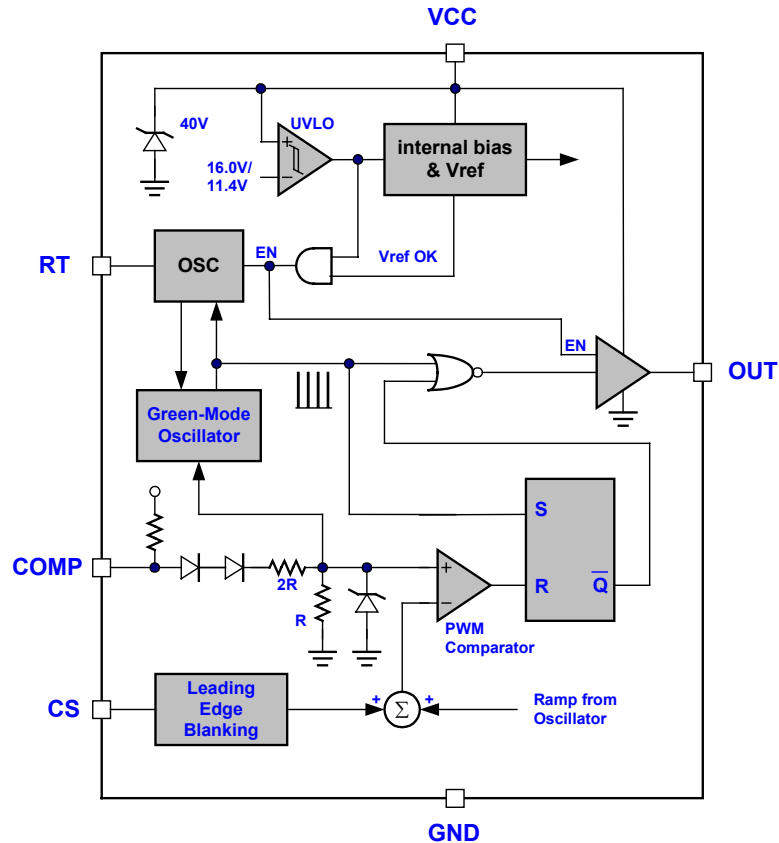 VCC
40V
UVLO
+
−
16.0V/
11.4V
internal bias
& Vref
RT
OSC
EN
Vref OK
EN
OUT
Green-Mode
Oscillator
S
COMP
2R
+
R
Q̅
R
−
PWM
Comparator
CS
Leading
Edge
Blanking
+
Σ
+
Ramp from
Oscillator
GND